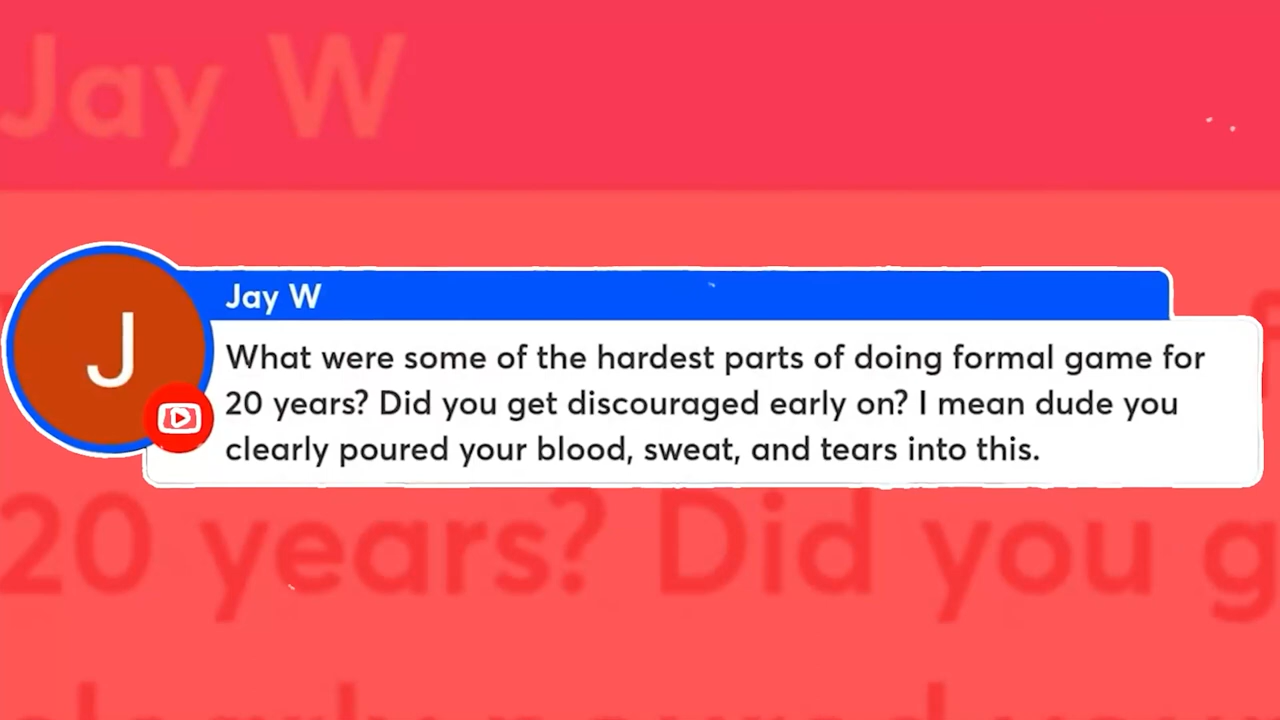 Jay W
J
Jay W
What were some of the hardest parts of doing formal game for
20 years? Did you get discouraged early on? I mean dude you
clearly poured your blood, sweat, and tears into this.
20 years? Did you g